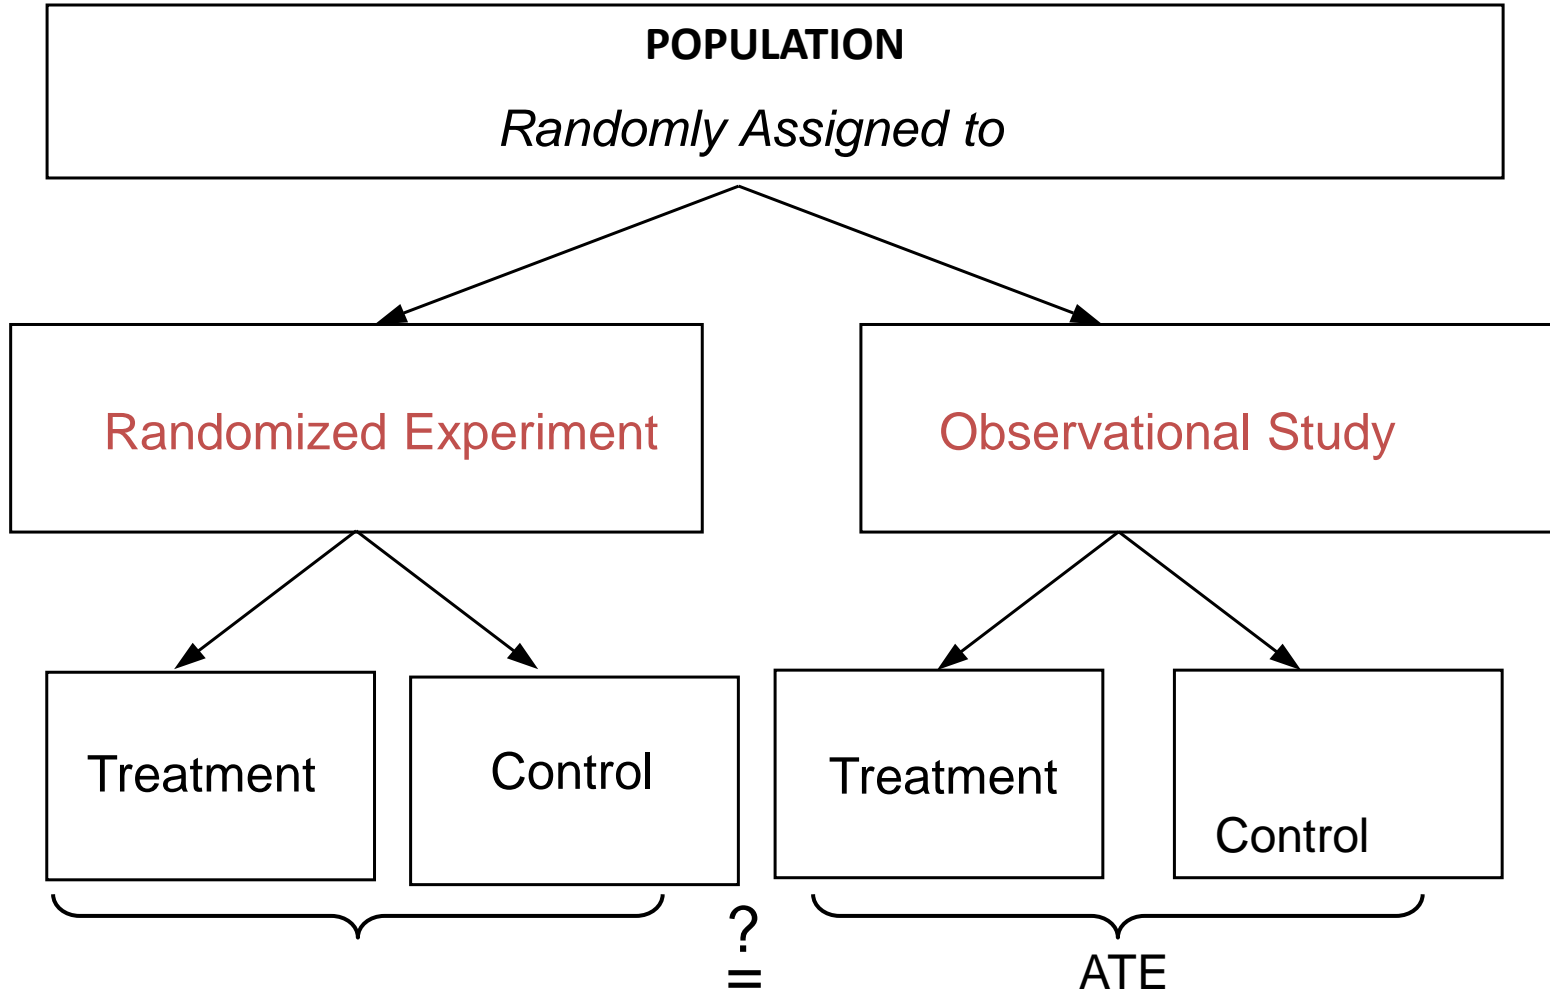 POPULATION
Randomly Assigned to
Randomized Experiment
Observational Study
Treatment
Control
Treatment
Control
?
=
ATE